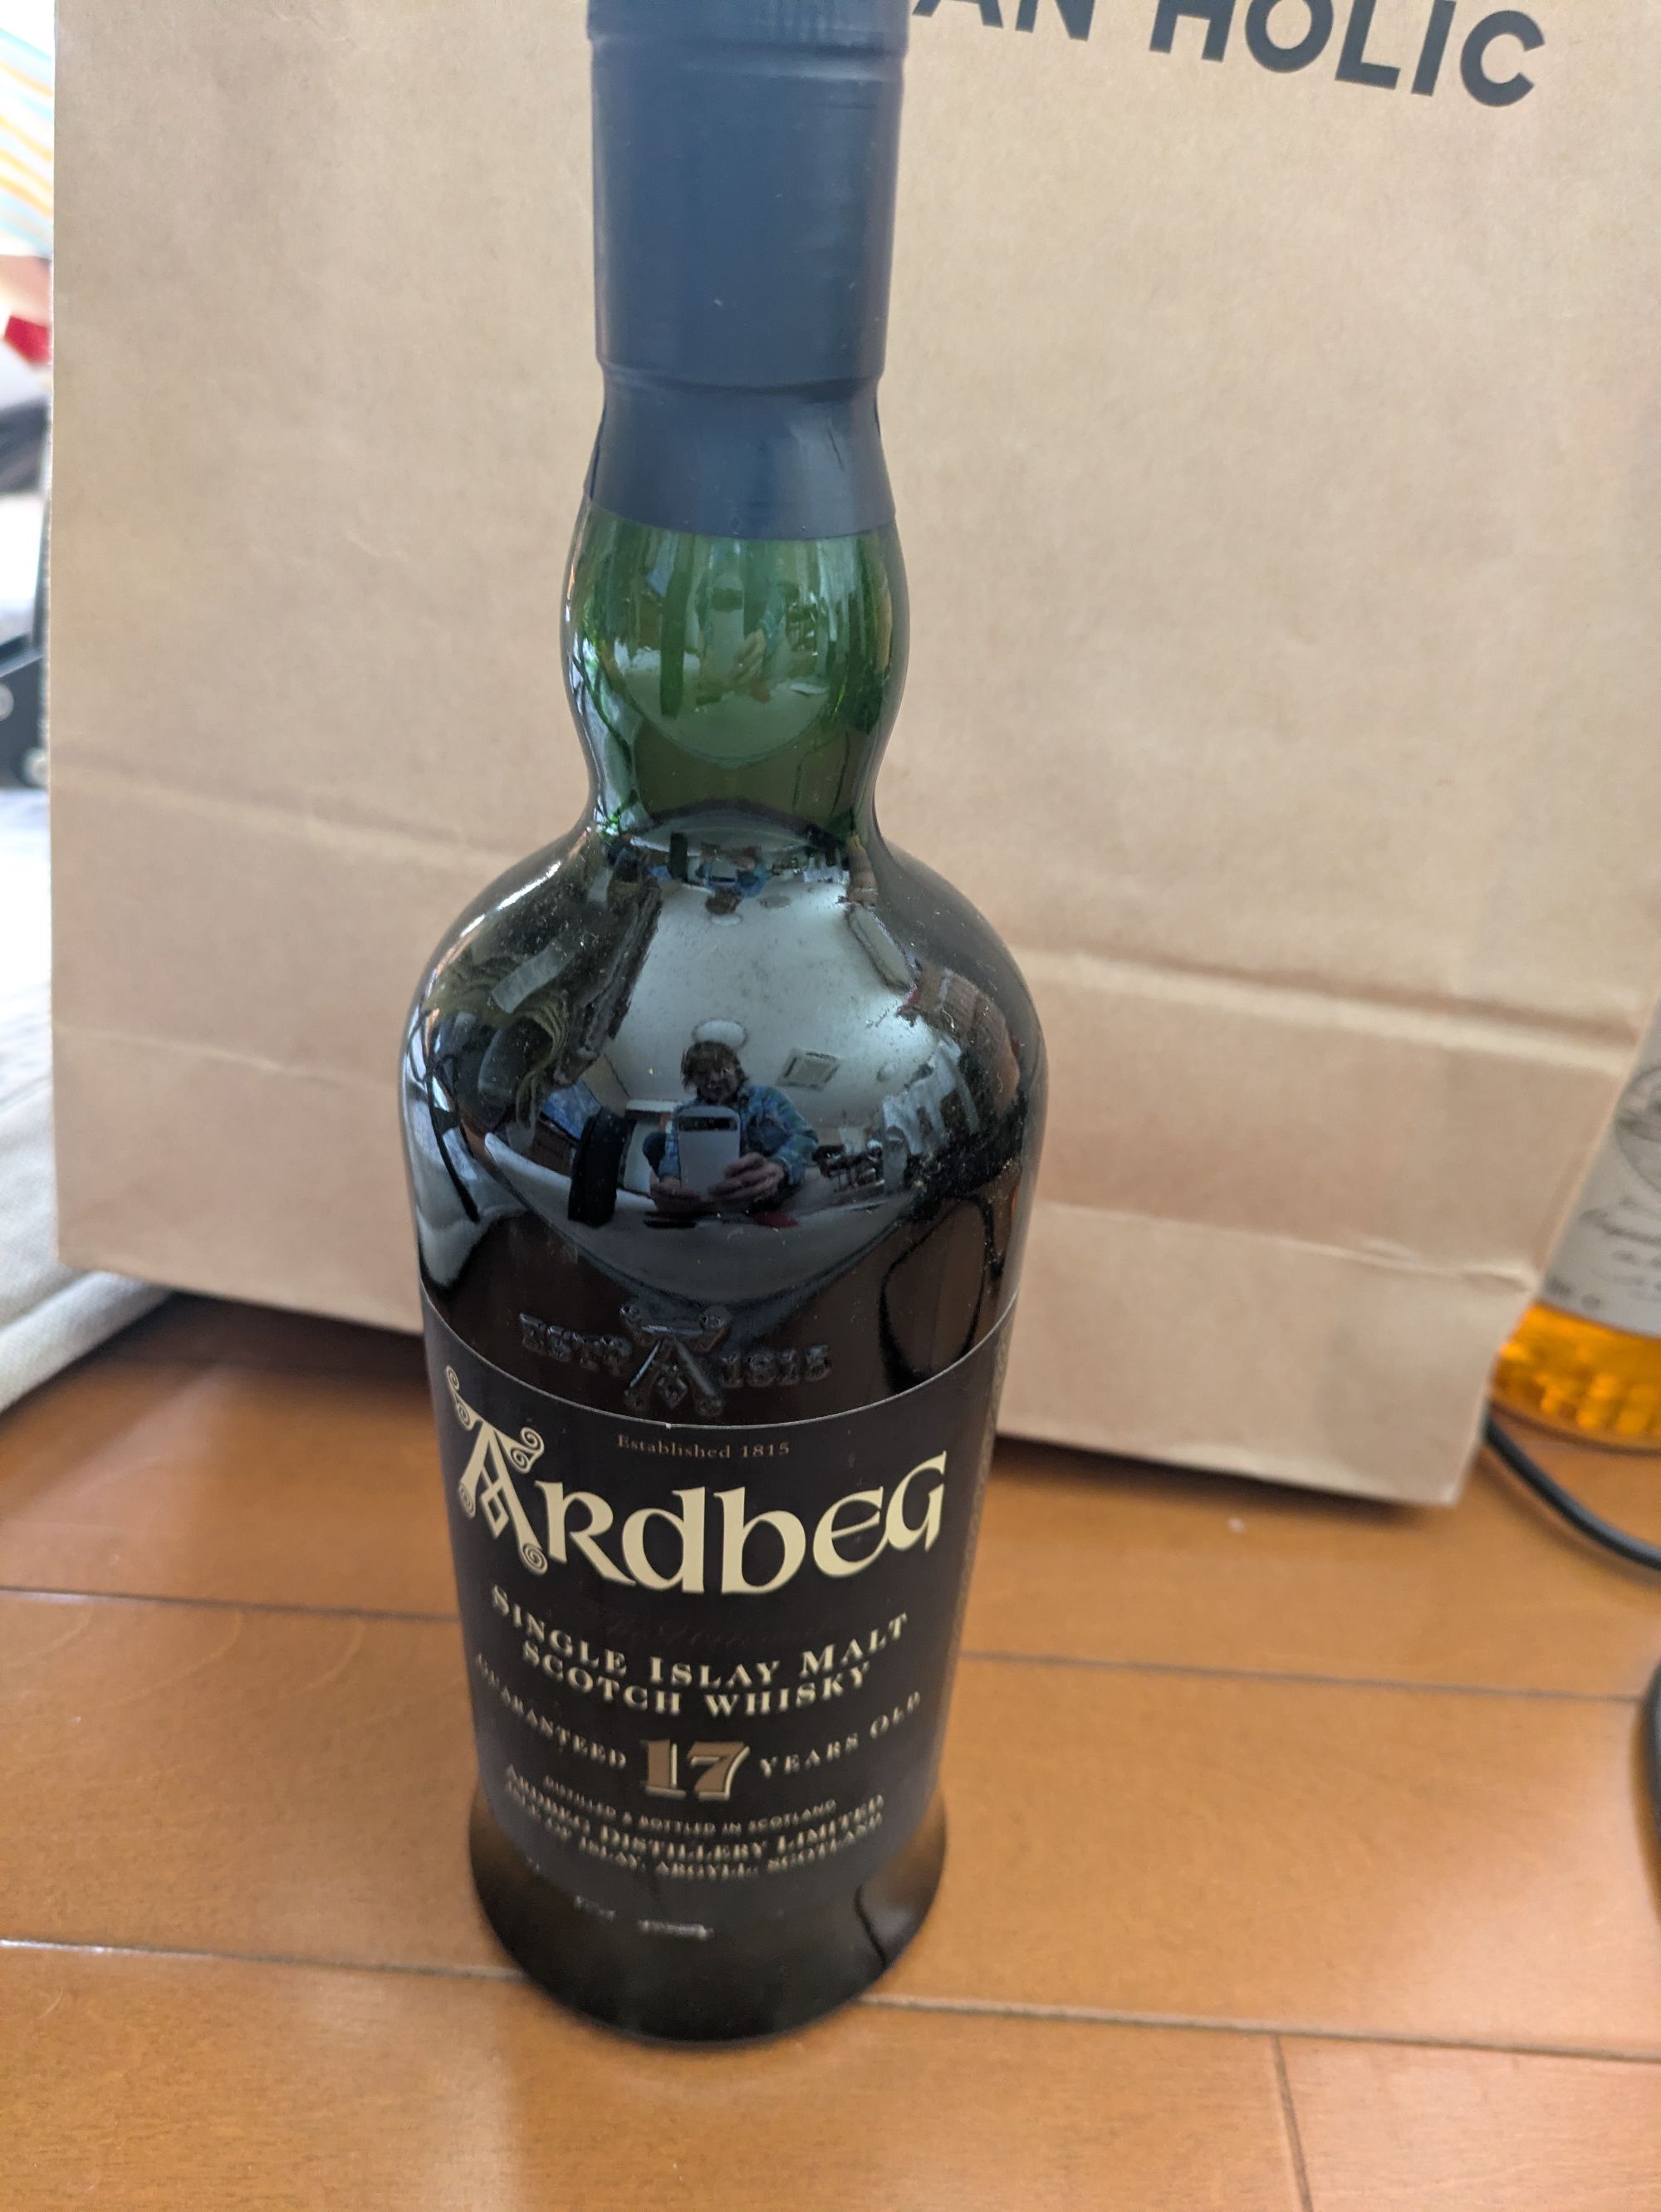 AN HOLIC
ESTD A 1815
Established 1815
Ardbeg
SINGLE ISLAY MALT
SCOTCH WHISKY
GUARANTEED 17 YEARS OLD
DISTILLED & BOTTLED IN SCOTLAND
ARDBEG DISTILLERY LIMITED
ISLE OF ISLAY, ARGYLL, SCOTLAND